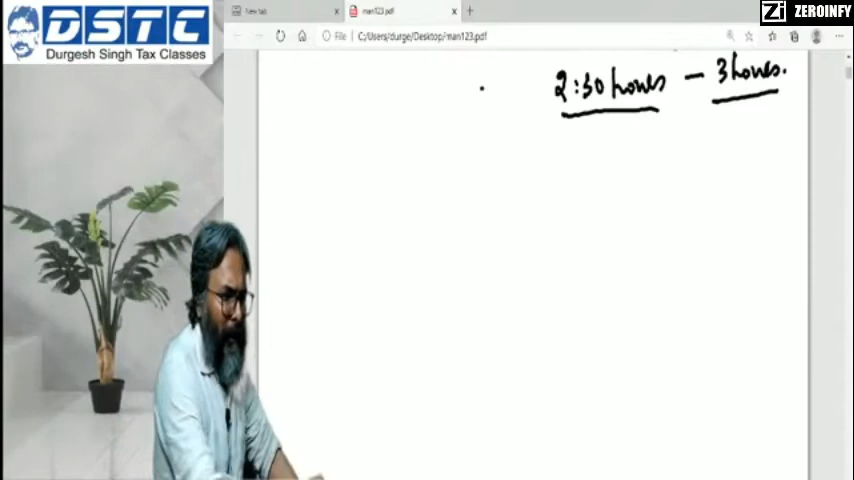 DSTC
Durgesh Singh Tax Classes
New tab
man123.pdf
Zi ZEROINFY
File C:/Users/durge/Desktop/man123.pdf
2:30 hours - 3 hours.